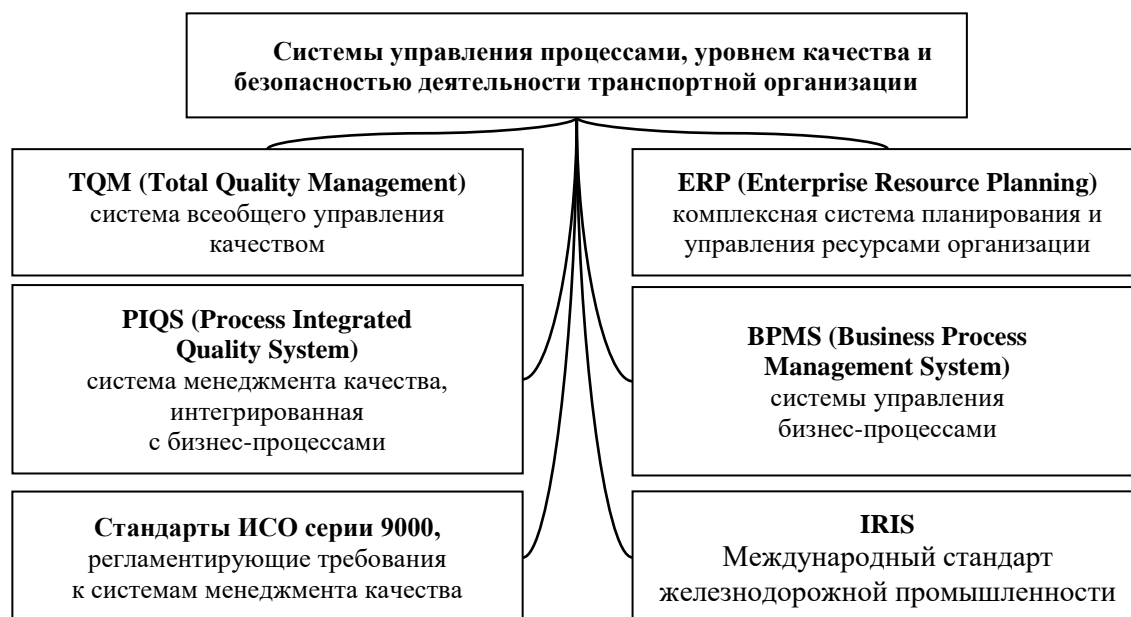 Системы управления процессами, уровнем качества и
безопасностью деятельности транспортной организации
TQM (Total Quality Management)
система всеобщего управления
качеством
ERP (Enterprise Resource Planning)
комплексная система планирования и
управления ресурсами организации
PIQS (Process Integrated
Quality System)
система менеджмента качества,
интегрированная
с бизнес-процессами
BPMS (Business Process
Management System)
системы управления
бизнес-процессами
Стандарты ИСО серии 9000,
регламентирующие требования
к системам менеджмента качества
IRIS
Международный стандарт
железнодорожной промышленности